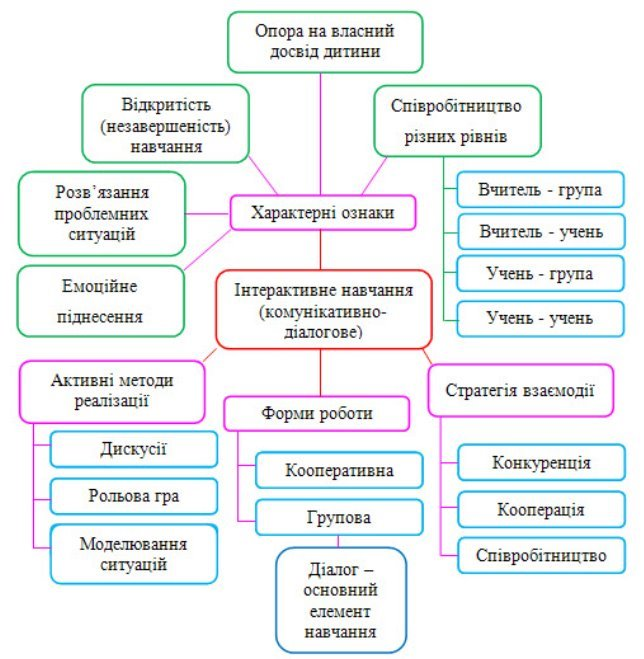 Опора на власний
досвід дитини
Відкритість
(незавершеність)
навчання
Співробітництво
різних рівнів
Розв’язання
проблемних
ситуацій
Характерні ознаки
Вчитель - група
Вчитель - учень
Учень - група
Учень - учень
Емоційне
піднесення
Інтерактивне навчання
(комунікативно-
діалогове)
Активні методи
реалізації
Дискусії
Рольова гра
Моделювання
ситуацій
Форми роботи
Кооперативна
Групова
Діалог –
основний
елемент
навчання
Стратегія взаємодії
Конкуренція
Кооперація
Співробітництво